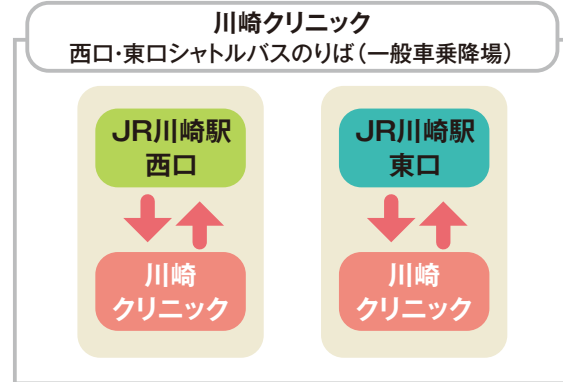 川崎クリニック
西口・東口シャトルバスのりば（一般車乗降場）
JR川崎駅
西口
川崎
クリニック
JR川崎駅
東口
川崎
クリニック